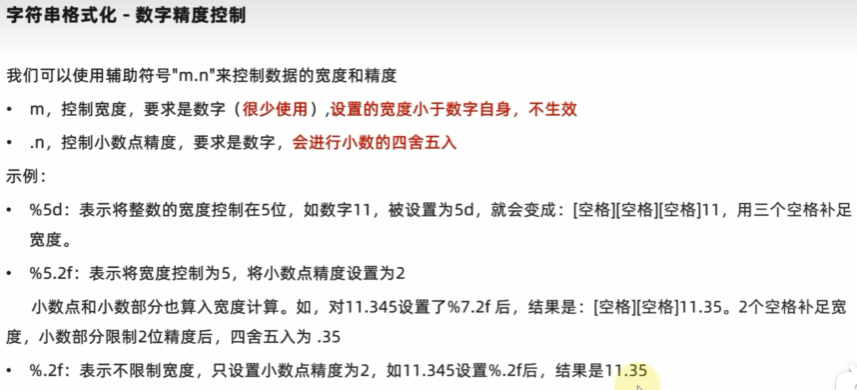 字符串格式化 - 数字精度控制
我们可以使用辅助符号"m.n"来控制数据的宽度和精度
• m，控制宽度，要求是数字（很少使用）,设置的宽度小于数字自身，不生效
• .n，控制小数点精度，要求是数字，会进行小数的四舍五入
示例：
• %5d：表示将整数的宽度控制在5位，如数字11，被设置为5d，就会变成：[空格][空格][空格]11，用三个空格补足
宽度。
• %5.2f：表示将宽度控制为5，将小数点精度设置为2
小数点和小数部分也算入宽度计算。如，对11.345设置了%7.2f 后，结果是：[空格][空格]11.35。2个空格补足宽
度，小数部分限制2位精度后，四舍五入为 .35
• %.2f：表示不限制宽度，只设置小数点精度为2，如11.345设置%.2f后，结果是11.35